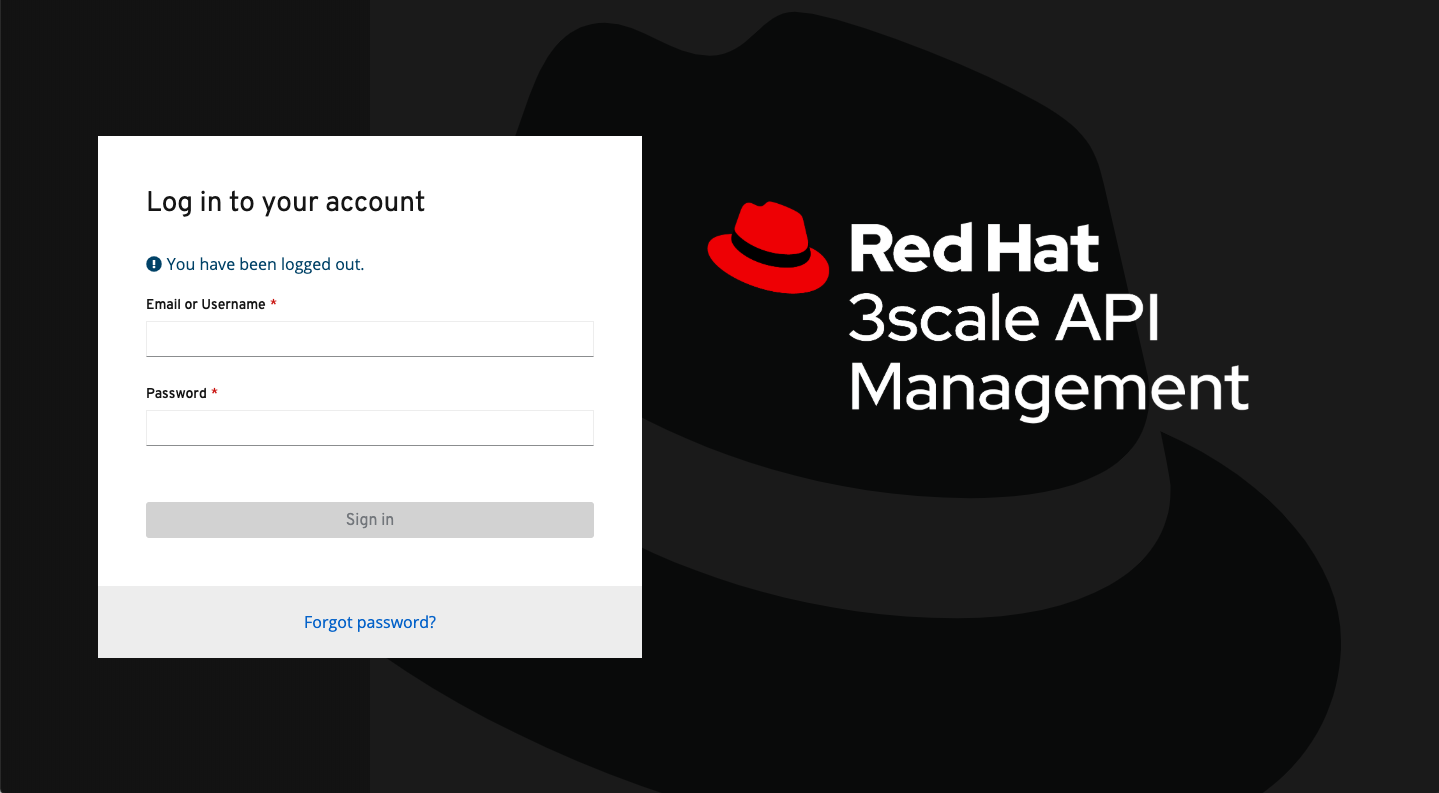 Log in to your account
You have been logged out.
Email or Username *
Password *
Sign in
Forgot password?
Red Hat
3scale API
Management